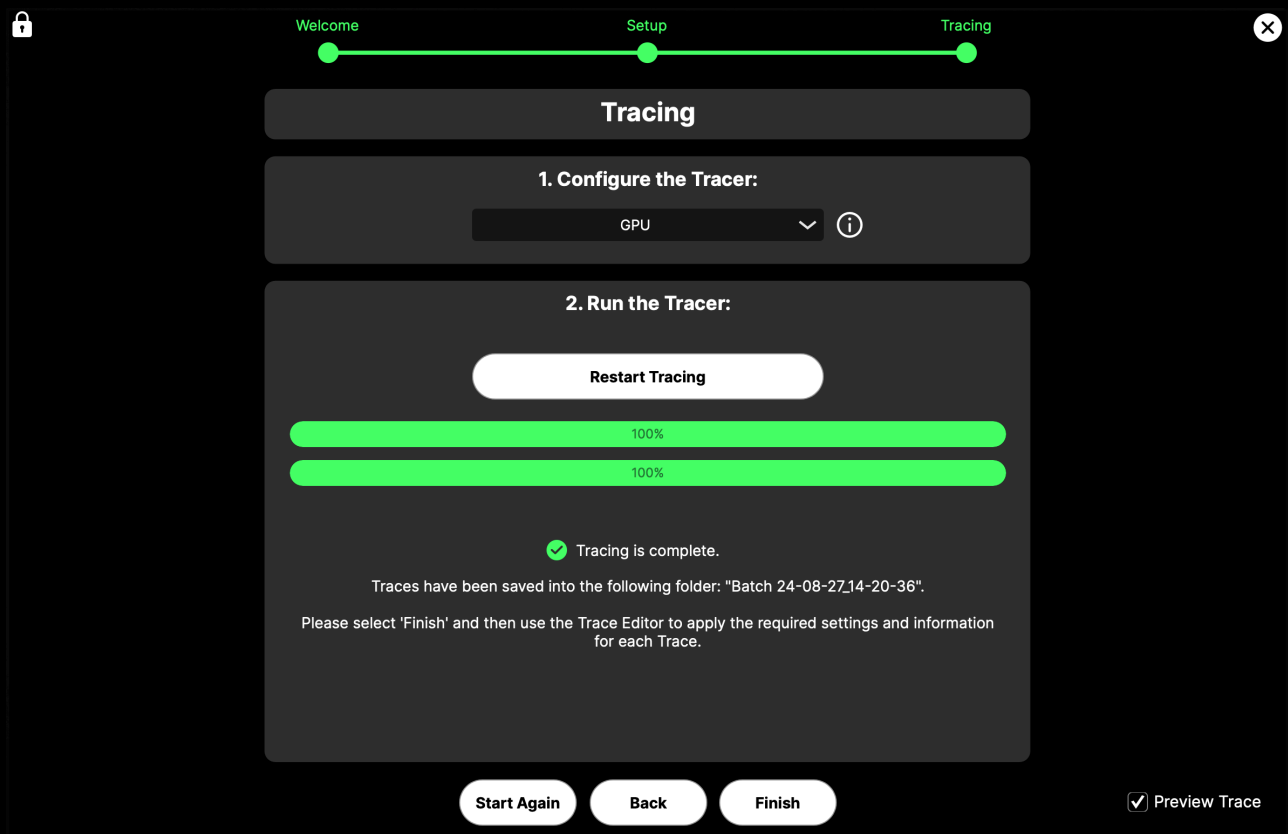 Welcome
Setup
Tracing
Tracing
1. Configure the Tracer:
GPU
2. Run the Tracer:
Restart Tracing
100%
100%
Tracing is complete.
Traces have been saved into the following folder: "Batch 24-08-27_14-20-36".
Please select 'Finish' and then use the Trace Editor to apply the required settings and information
for each Trace.
Start Again
Back
Finish
Preview Trace